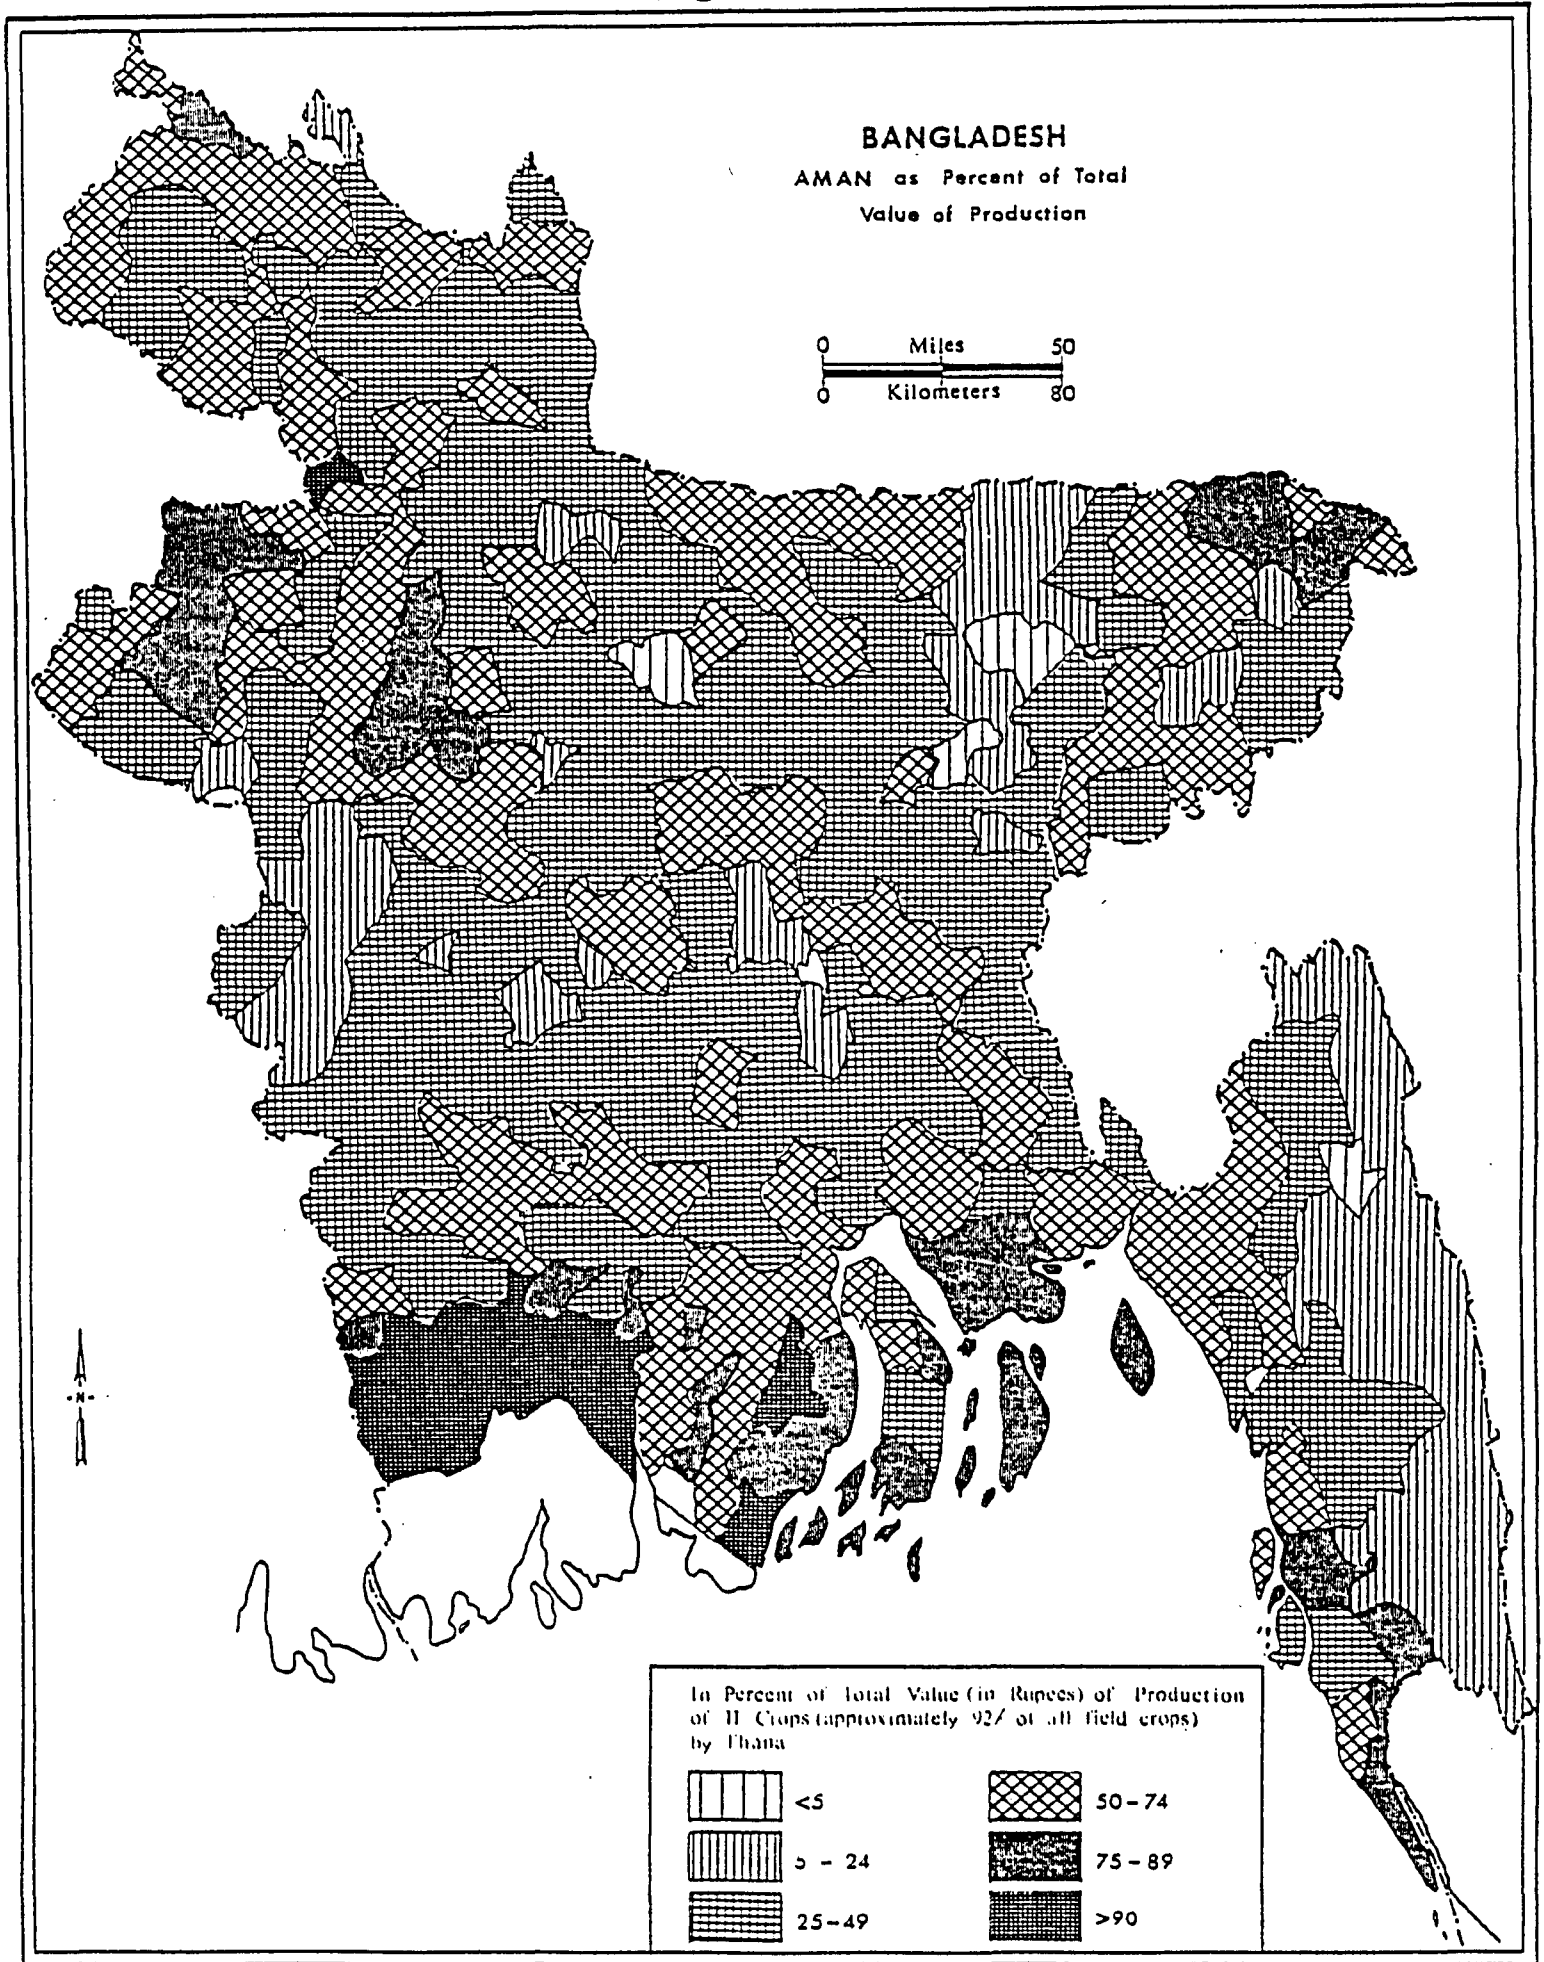 BANGLADESH
AMAN as Percent of Total
Value of Production
0 Miles 50
0 Kilometers 80
N
In Percent of Total Value (in Rupees) of Production
of 11 Crops (approximately 92% of all field crops)
by Thana
<5
5 - 24
25-49
50-74
75-89
>90